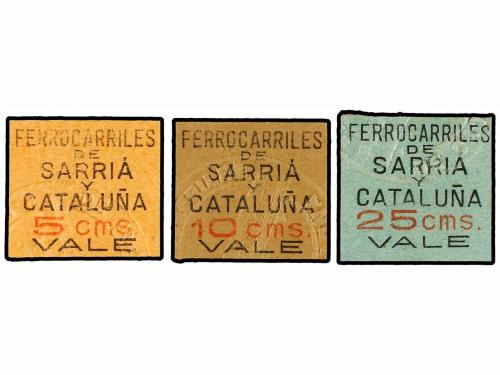 FERROCARRILES
DE
SARRIÁ
Y
CATALUÑA
5 cms.
VALE
FERROCARRILES
DE
SARRIÁ
Y
CATALUÑA
10 cms.
VALE
FERROCARRILES
DE
SARRIÁ
Y
CATALUÑA
25 cms.
VALE